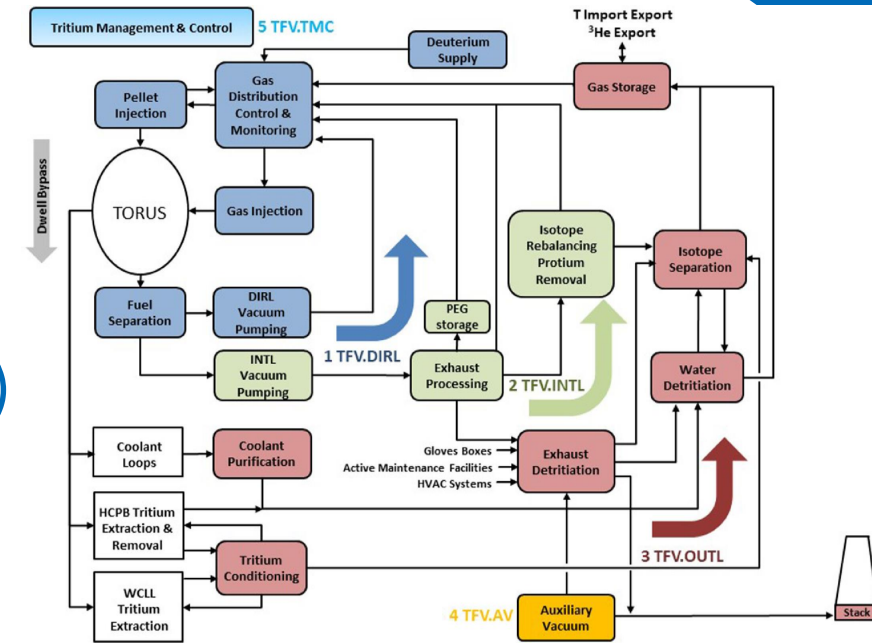 T Import Export
³He Export
Tritium Management & Control
5 TFV.TMC
Deuterium
Supply
Gas
Distribution
Control &
Monitoring
Gas Storage
Pellet
Injection
Dwell Bypass
TORUS
Gas Injection
Isotope
Rebalancing
Protium
Removal
Isotope
Separation
Fuel
Separation
DIRL
Vacuum
Pumping
PEG
storage
1 TFV.DIRL
INTL
Vacuum
Pumping
Exhaust
Processing
2 TFV.INTL
Water
Detritiation
Coolant
Loops
Coolant
Purification
Gloves Boxes
Active Maintenance Facilities
HVAC Systems
Exhaust
Detritiation
HCPB Tritium
Extraction &
Removal
Tritium
Conditioning
3 TFV.OUTL
WCLL
Tritium
Extraction
4 TFV.AV
Auxiliary
Vacuum
Stack